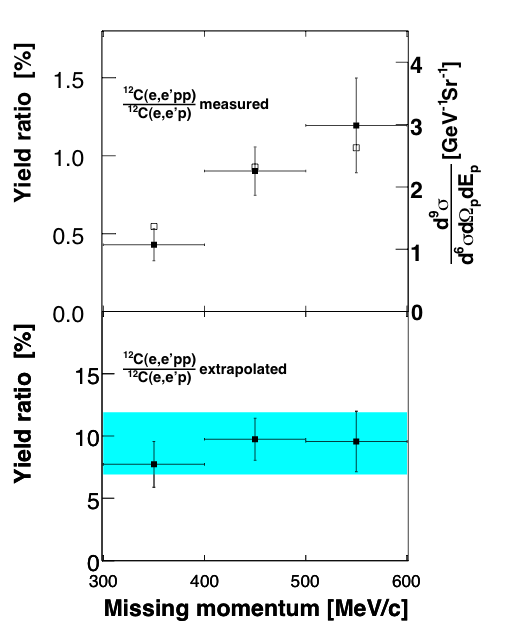 Yield ratio [%]
1.5
1.0
0.5
0.0
¹²C(e,e'pp)
¹²C(e,e'p)
measured
4
3
2
1
0
d⁹σ
d⁶σdΩₚdEₚ
[GeV⁻¹Sr⁻¹]
Yield ratio [%]
15
10
5
0
¹²C(e,e'pp)
¹²C(e,e'p)
extrapolated
300 400 500 600
Missing momentum [MeV/c]